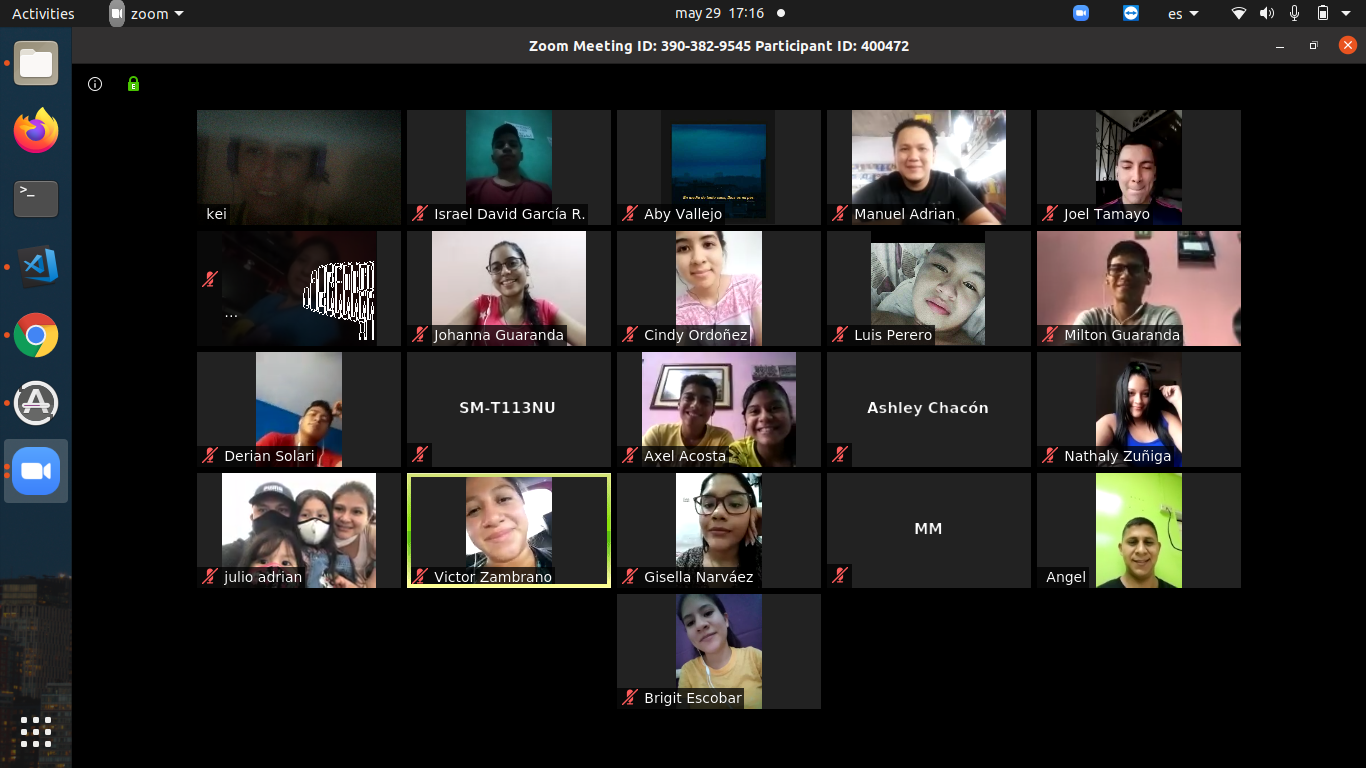 Activities
zoom
may 29 17:16
es
Zoom Meeting ID: 390-382-9545 Participant ID: 400472
kei
Israel David García R.
Aby Vallejo
Manuel Adrian
Joel Tamayo
...
Johanna Guaranda
Cindy Ordoñez
Luis Perero
Milton Guaranda
Derian Solari
SM-T113NU
Axel Acosta
Ashley Chacón
Nathaly Zuñiga
julio adrian
Victor Zambrano
Gisella Narváez
MM
Angel
Brigit Escobar